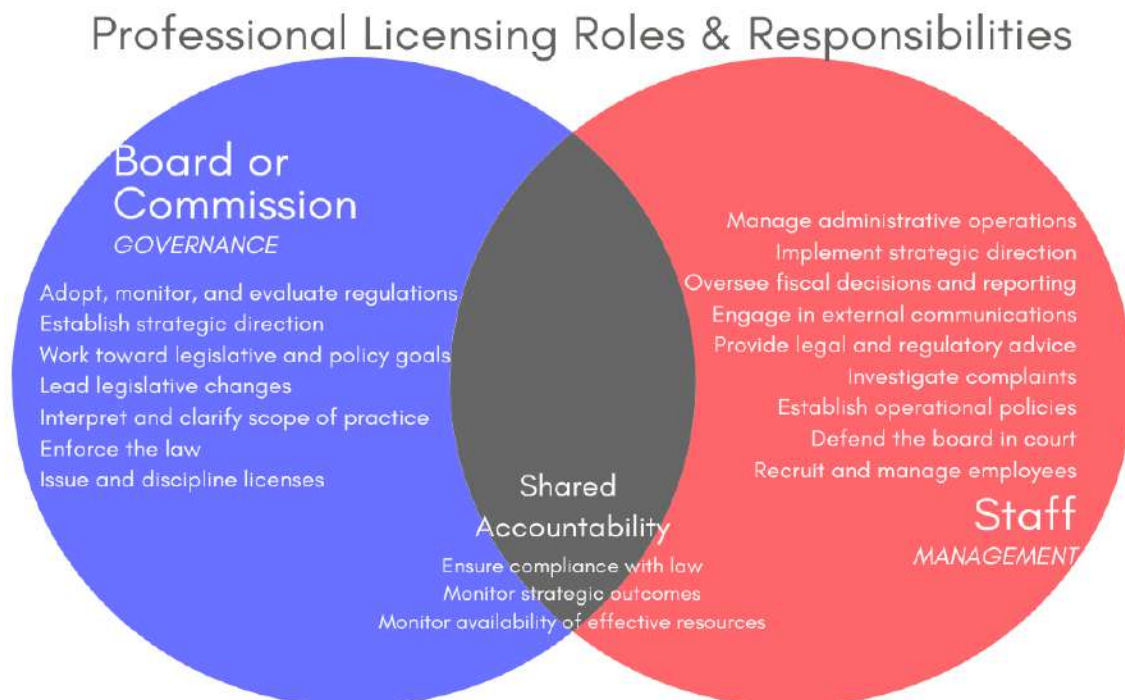 Professional Licensing Roles & Responsibilities
Board or
Commission
GOVERNANCE
Adopt, monitor, and evaluate regulations
Establish strategic direction
Work toward legislative and policy goals
Lead legislative changes
Interpret and clarify scope of practice
Enforce the law
Issue and discipline licenses
Shared
Accountability
Ensure compliance with law
Monitor strategic outcomes
Monitor availability of effective resources
Manage administrative operations
Implement strategic direction
Oversee fiscal decisions and reporting
Engage in external communications
Provide legal and regulatory advice
Investigate complaints
Establish operational policies
Defend the board in court
Recruit and manage employees
Staff
MANAGEMENT